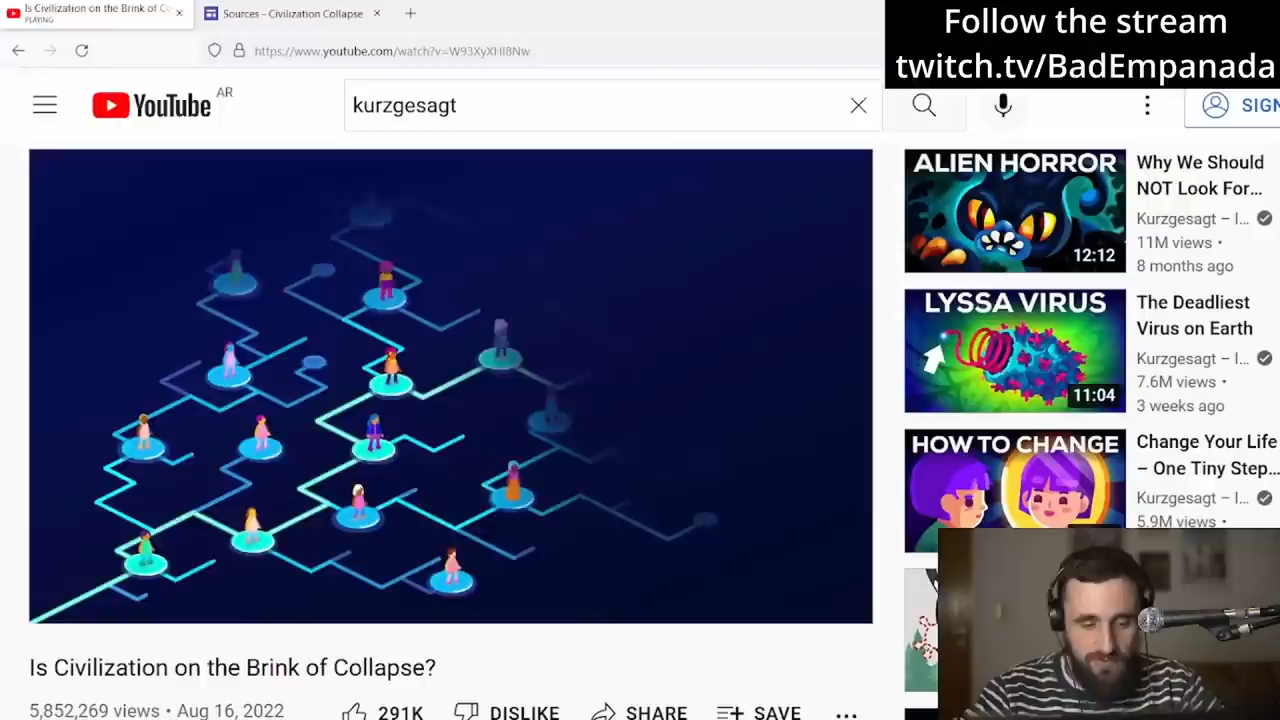 Is Civilization on the Brink of Co
PLAYING
Sources - Civilization Collapse
Follow the stream
twitch.tv/BadEmpanada
https://www.youtube.com/watch?v=W93XyXHI8Nw
YouTube AR
kurzgesagt
SIGN
ALIEN HORROR
12:12
Why We Should
NOT Look For...
Kurzgesagt – I...
11M views •
8 months ago
LYSSA VIRUS
11:04
The Deadliest
Virus on Earth
Kurzgesagt – I...
7.6M views •
3 weeks ago
HOW TO CHANGE
Change Your Life
– One Tiny Step...
Kurzgesagt – I...
5.9M views •
Is Civilization on the Brink of Collapse?
5,852,269 views • Aug 16, 2022
291K
DISLIKE
SHARE
SAVE